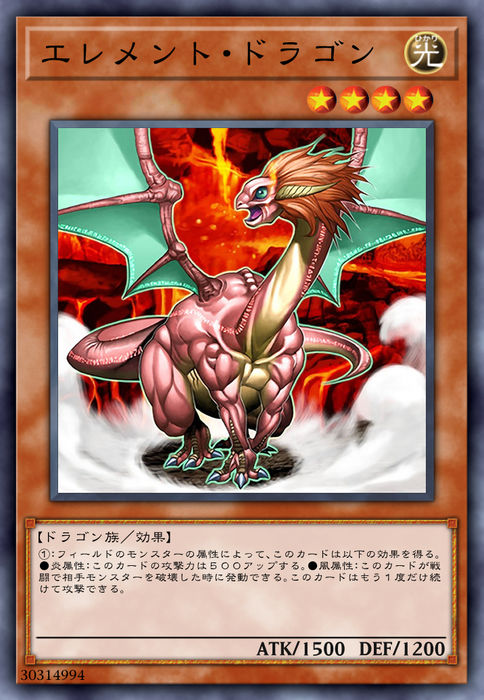 エレメント・ドラゴン
光
ひかり
【ドラゴン族／効果】
①：フィールドのモンスターの属性によって、このカードは以下の効果を得る。
●炎属性：このカードの攻撃力は５００アップする。●風属性：このカードが戦
闘で相手モンスターを破壊した時に発動できる。このカードはもう１度だけ続
けて攻撃できる。
ATK/1500 DEF/1200
30314994